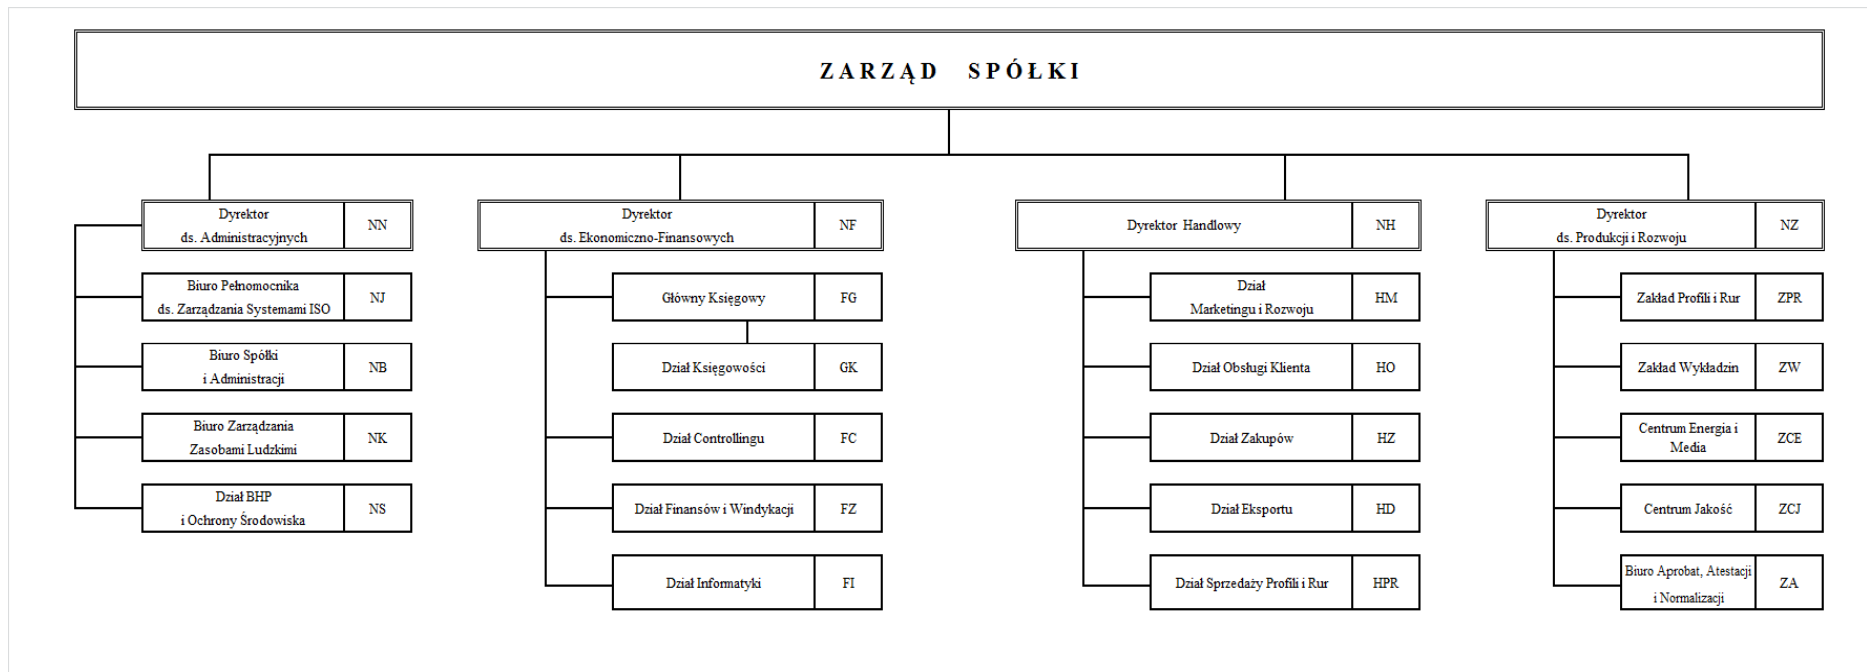 ZARZĄD SPÓŁKI
Dyrektor
ds. Administracyjnych
NN
Biuro Pełnomocnika
ds. Zarządzania Systemami ISO
NJ
Biuro Spółki
i Administracji
NB
Biuro Zarządzania
Zasobami Ludzkimi
NK
Dział BHP
i Ochrony Środowiska
NS
Dyrektor
ds. Ekonomiczno-Finansowych
NF
Główny Księgowy
FG
Dział Księgowości
GK
Dział Controllingu
FC
Dział Finansów i Windykacji
FZ
Dział Informatyki
FI
Dyrektor Handlowy
NH
Dział
Marketingu i Rozwoju
HM
Dział Obsługi Klienta
HO
Dział Zakupów
HZ
Dział Eksportu
HD
Dział Sprzedaży Profili i Rur
HPR
Dyrektor
ds. Produkcji i Rozwoju
NZ
Zakład Profili i Rur
ZPR
Zakład Wykładzin
ZW
Centrum Energia i
Media
ZCE
Centrum Jakość
ZCJ
Biuro Aprobat, Atestacji
i Normalizacji
ZA